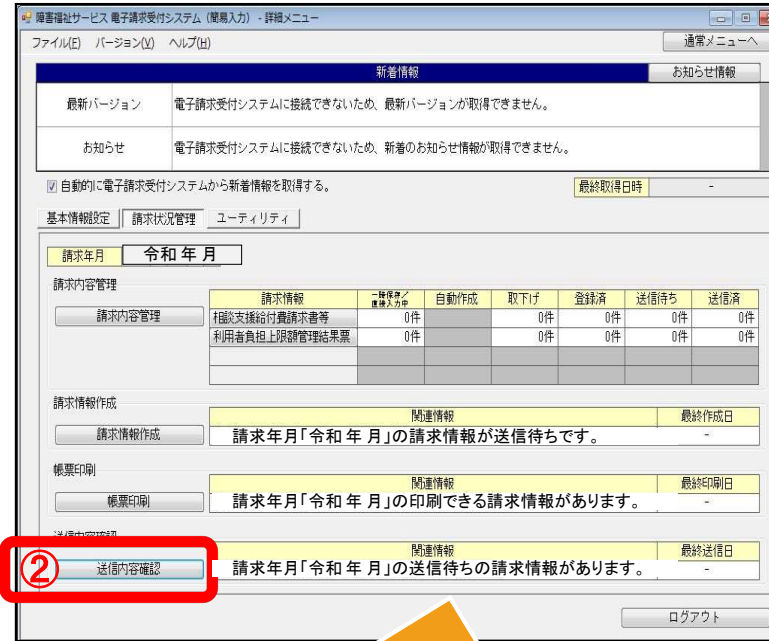 障害福祉サービス 電子請求受付システム（簡易入力） - 詳細メニュー
ファイル(F) バージョン(V) ヘルプ(H) 通常メニューへ
新着情報 お知らせ情報
最新バージョン 電子請求受付システムに接続できないため、最新バージョンが取得できません。
お知らせ 電子請求受付システムに接続できないため、新着のお知らせ情報が取得できません。
自動的に電子請求受付システムから新着情報を取得する。 最終取得日時 -
基本情報設定 請求状況管理 ユーティリティ
請求年月 令和 年 月
請求内容管理
請求情報 一時保存／直接入力中 自動作成 取下げ 登録済 送信待ち 送信済
請求内容管理 相談支援給付費請求書等 0件 0件 0件 0件 0件
利用者負担上限額管理結果票 0件 0件 0件 0件 0件
請求情報作成
関連情報 最終作成日
請求情報作成 請求年月「令和 年 月」の請求情報が送信待ちです。 -
帳票印刷
関連情報 最終印刷日
帳票印刷 請求年月「令和 年 月」の印刷できる請求情報があります。 -
送信内容確認
関連情報 最終送信日
② 送信内容確認 請求年月「令和 年 月」の送信待ちの請求情報があります。 -
ログアウト